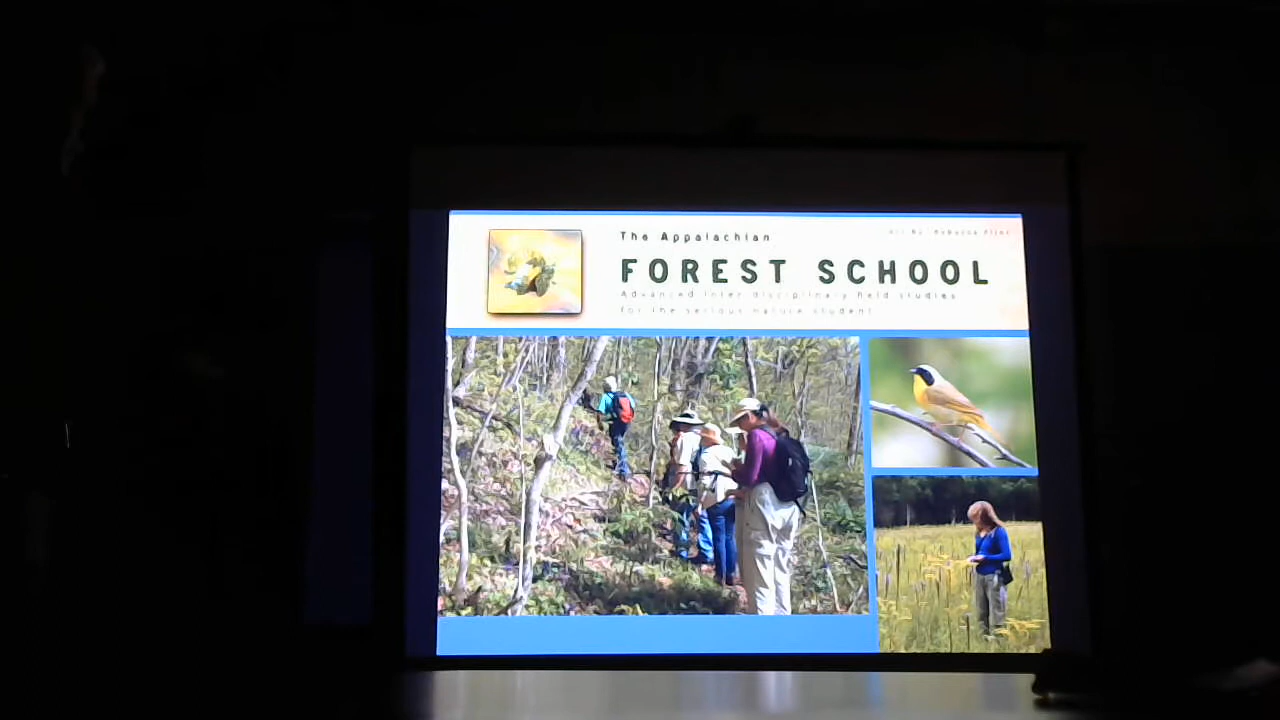 The Appalachian
FOREST SCHOOL
Advanced inter disciplinary field studies
for the serious nature student